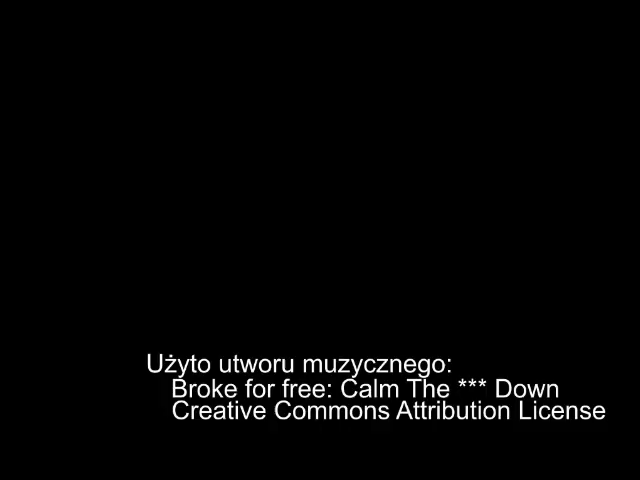 Użyto utworu muzycznego:
Broke for free: Calm The *** Down
Creative Commons Attribution License